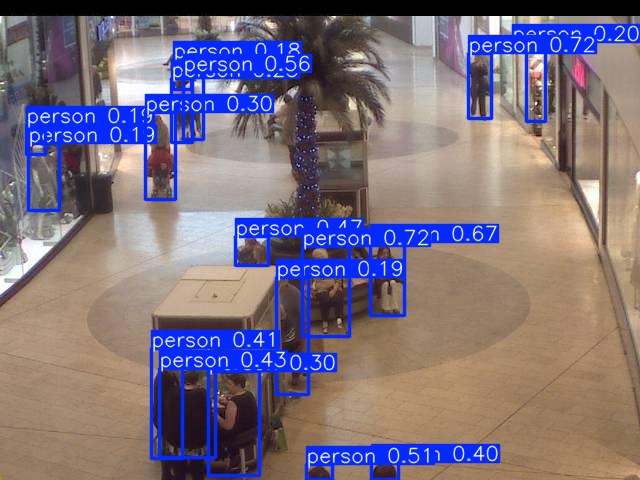 person 0.20
person 0.72
person 0.18
person 0.56
person 0.30
person 0.19
person 0.19
person 0.47
person 0.72
0.67
person 0.19
person 0.41
person 0.43
0.30
person 0.51
0.40